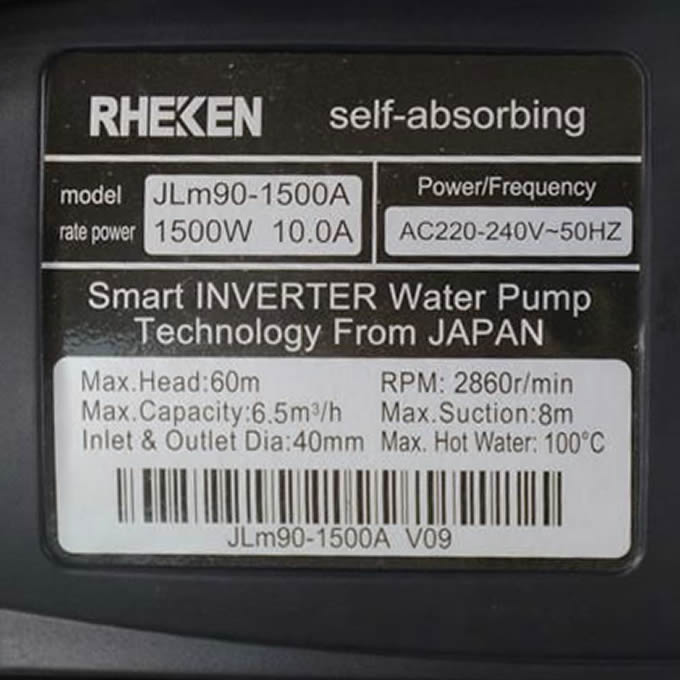 RHEKEN self-absorbing
model JLm90-1500A
rate power 1500W 10.0A
Power/Frequency
AC220-240V~50HZ
Smart INVERTER Water Pump
Technology From JAPAN
Max.Head:60m RPM: 2860r/min
Max.Capacity:6.5m³/h Max.Suction:8m
Inlet & Outlet Dia:40mm Max. Hot Water: 100°C
JLm90-1500A V09